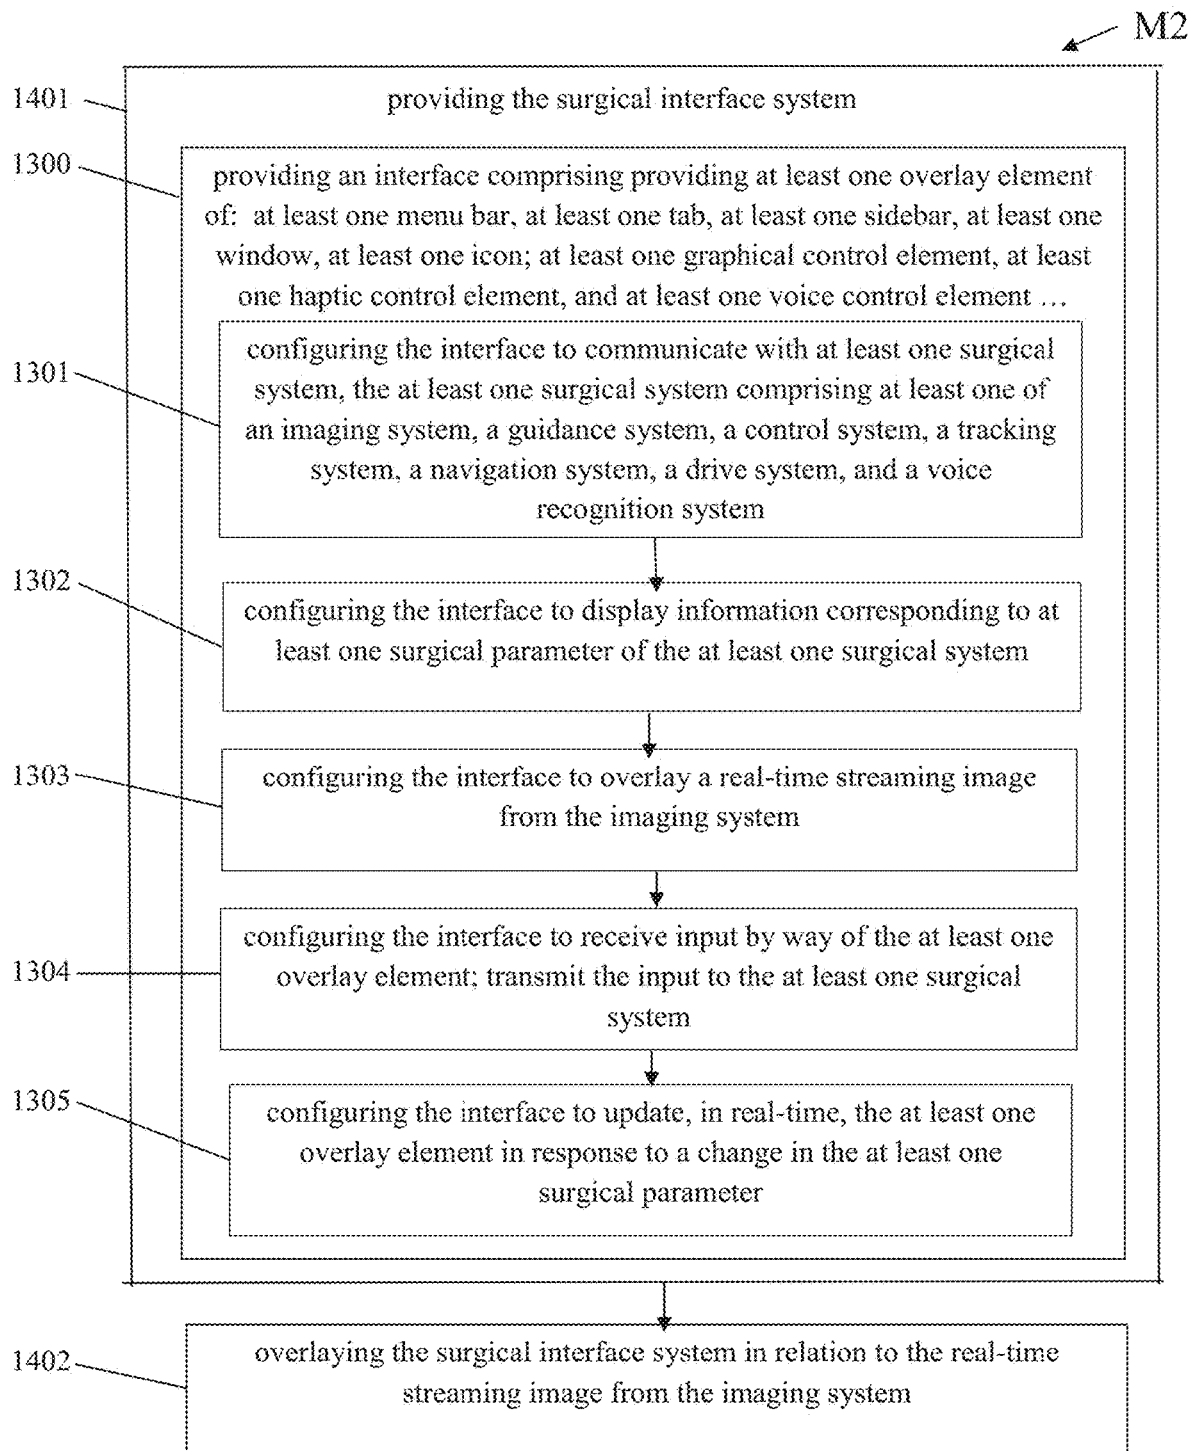 M2
1401
providing the surgical interface system
1300
providing an interface comprising providing at least one overlay element
of: at least one menu bar, at least one tab, at least one sidebar, at least one
window, at least one icon; at least one graphical control element, at least
one haptic control element, and at least one voice control element …
1301
configuring the interface to communicate with at least one surgical
system, the at least one surgical system comprising at least one of
an imaging system, a guidance system, a control system, a tracking
system, a navigation system, a drive system, and a voice
recognition system
1302
configuring the interface to display information corresponding to at
least one surgical parameter of the at least one surgical system
1303
configuring the interface to overlay a real-time streaming image
from the imaging system
1304
configuring the interface to receive input by way of the at least one
overlay element; transmit the input to the at least one surgical
system
1305
configuring the interface to update, in real-time, the at least one
overlay element in response to a change in the at least one
surgical parameter
1402
overlaying the surgical interface system in relation to the real-time
streaming image from the imaging system